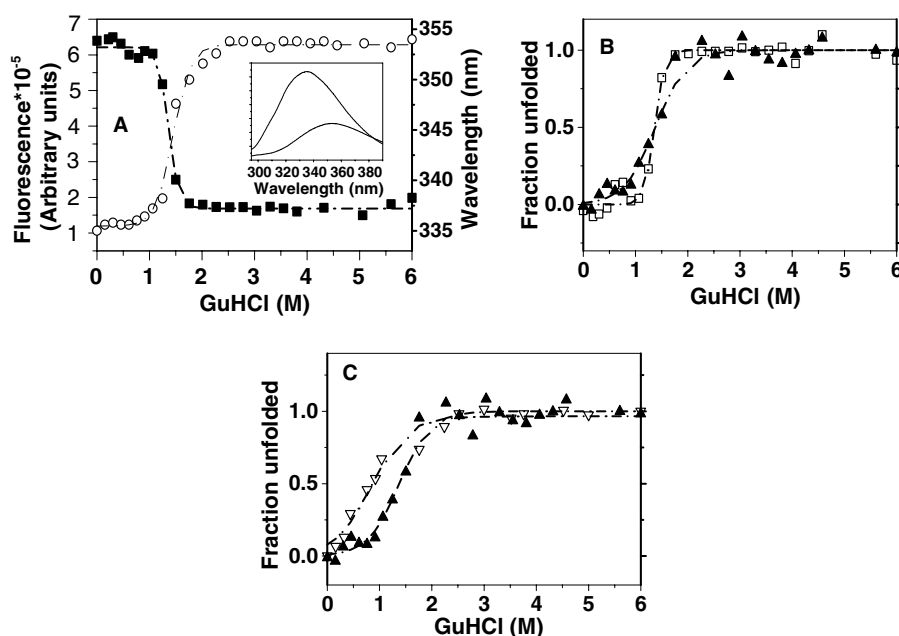 A
Fluorescence*10-5
(Arbitrary units)
7
6
5
4
3
2
1
355
350
345
340
335
Wavelength (nm)
300 320 340 360 380
Wavelength (nm)
0 1 2 3 4 5 6
GuHCl (M)
B
Fraction unfolded
1.0
0.5
0.0
0 1 2 3 4 5 6
GuHCl (M)
C
Fraction unfolded
1.0
0.5
0.0
0 1 2 3 4 5 6
GuHCl (M)